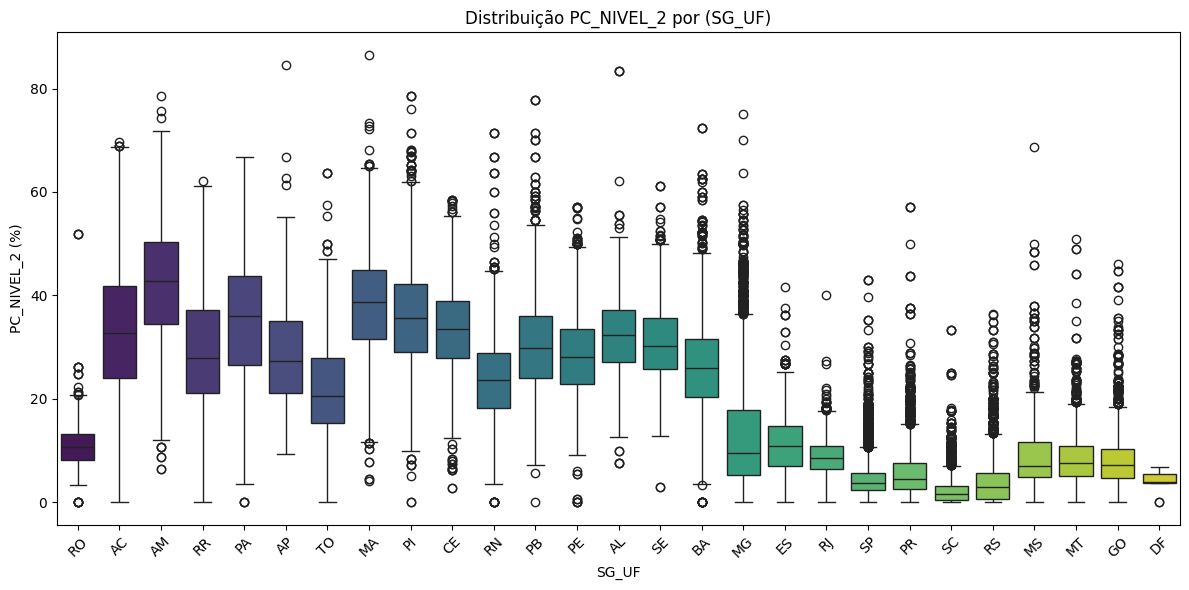 Distribuição PC_NIVEL_2 por (SG_UF)
PC_NIVEL_2 (%)
80
60
40
20
0
RO AC AM RR PA AP TO MA PI CE RN PB PE AL SE BA MG ES RJ SP PR SC RS MS MT GO DF
SG_UF